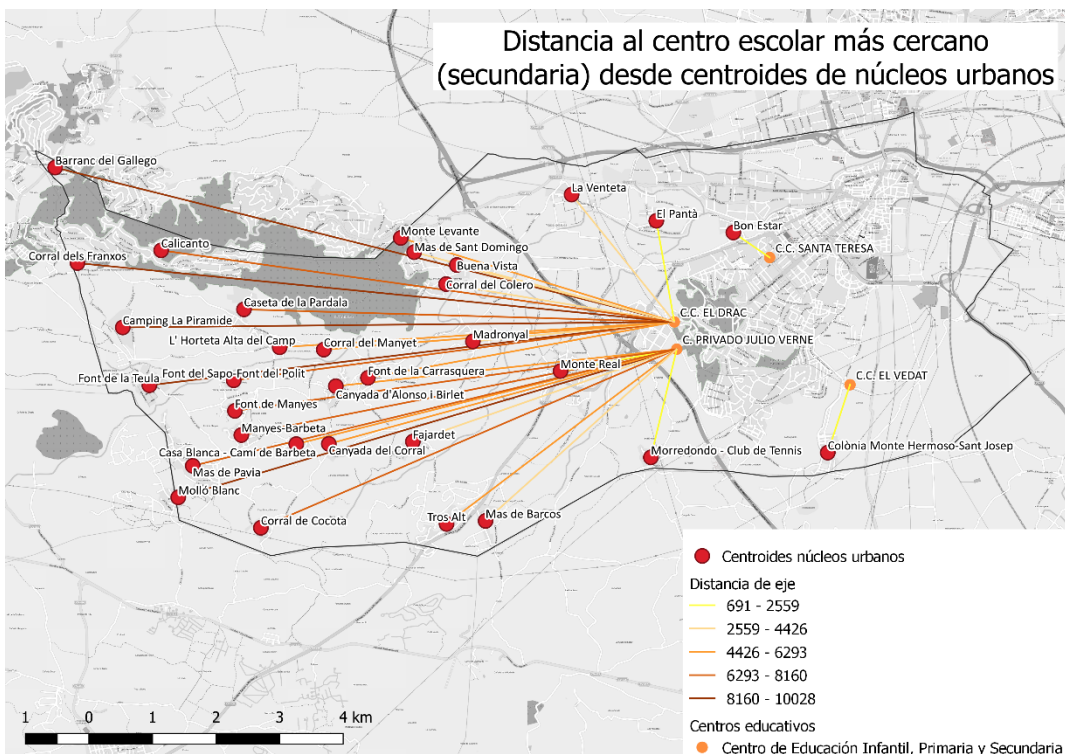 Distancia al centro escolar más cercano
(secundaria) desde centroides de núcleos urbanos
Barranc del Gallego
La Venteta
El Pantà
Bon Estar
Monte Levante
Mas de Sant Domingo
C.C. SANTA TERESA
Calicanto
Corral dels Franxos
Buena Vista
Corral del Colero
Caseta de la Pardala
Camping La Piramide
C.C. EL DRAC
L' Horteta Alta del Camp
Corral del Manyet
Madronyal
C. PRIVADO JULIO VERNE
Font de la Teula
Font del Sapo-Font del Polit
Font de la Carrasquera
Monte Real
C.C. EL VEDAT
Canyada d'Alonso i Birlet
Font de Manyes
Manyes-Barbeta
Fajardet
Casa Blanca - Camí de Barbeta
Canyada del Corral
Morredondo - Club de Tennis
Colònia Monte Hermoso-Sant Josep
Mas de Pavia
Molló Blanc
Corral de Cocota
Tros Alt
Mas de Barcos
Centroides núcleos urbanos
Distancia de eje
691 - 2559
2559 - 4426
4426 - 6293
6293 - 8160
8160 - 10028
Centros educativos
Centro de Educación Infantil, Primaria y Secundaria
1 0 1 2 3 4 km